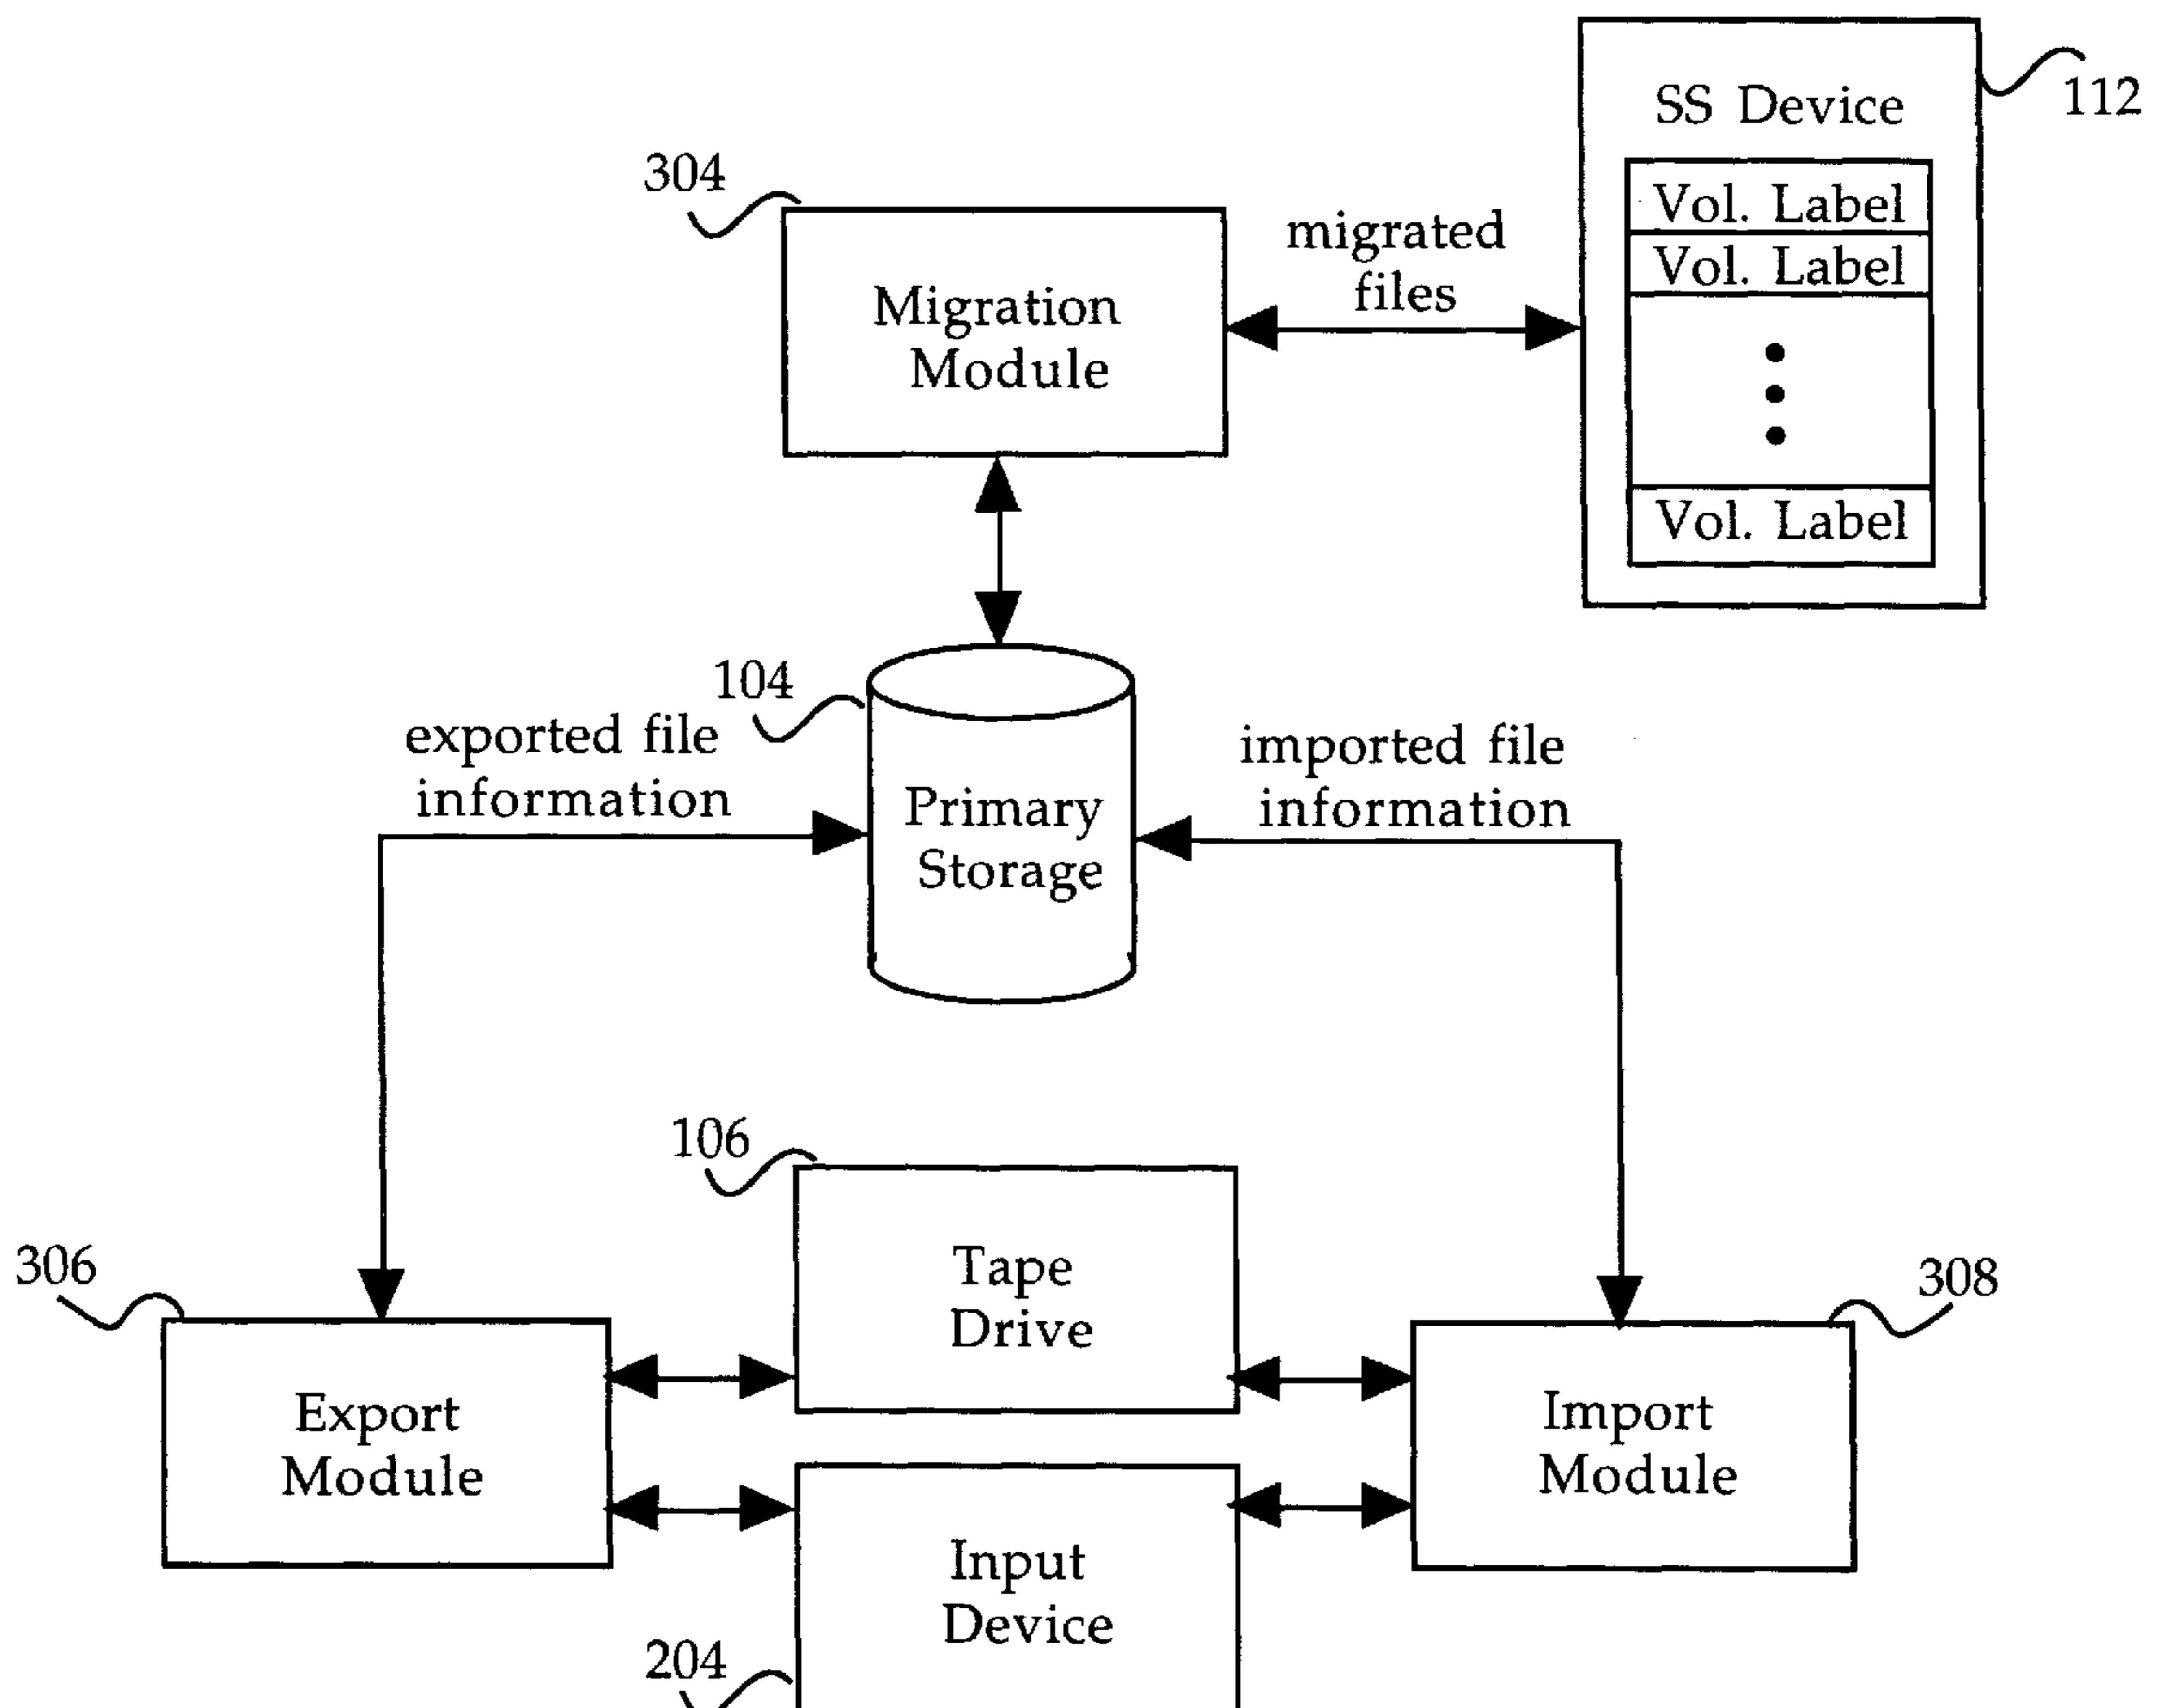 SS Device
112
Vol. Label
Vol. Label
Vol. Label
304
Migration
Module
migrated
files
104
exported file
information
Primary
Storage
imported file
information
106
Tape
Drive
306
Export
Module
308
Import
Module
Input
Device
204